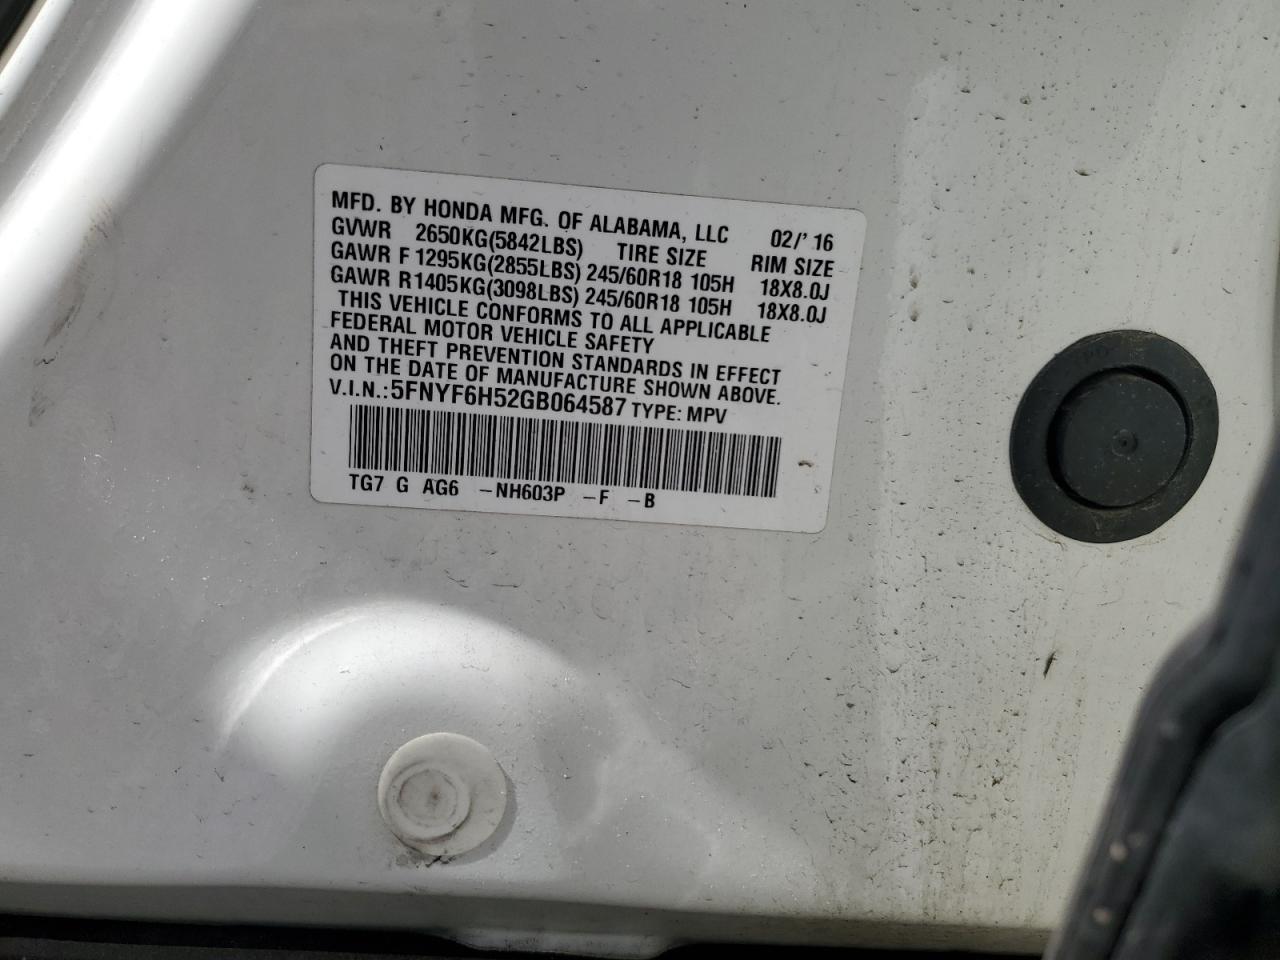 MFD. BY HONDA MFG. OF ALABAMA, LLC 02/'16
GVWR 2650KG(5842LBS) TIRE SIZE RIM SIZE
GAWR F 1295KG(2855LBS) 245/60R18 105H 18X8.0J
GAWR R1405KG(3098LBS) 245/60R18 105H 18X8.0J
THIS VEHICLE CONFORMS TO ALL APPLICABLE
FEDERAL MOTOR VEHICLE SAFETY
AND THEFT PREVENTION STANDARDS IN EFFECT
ON THE DATE OF MANUFACTURE SHOWN ABOVE.
V.I.N.:5FNYF6H52GB064587 TYPE: MPV
TG7 G AG6 -NH603P -F -B